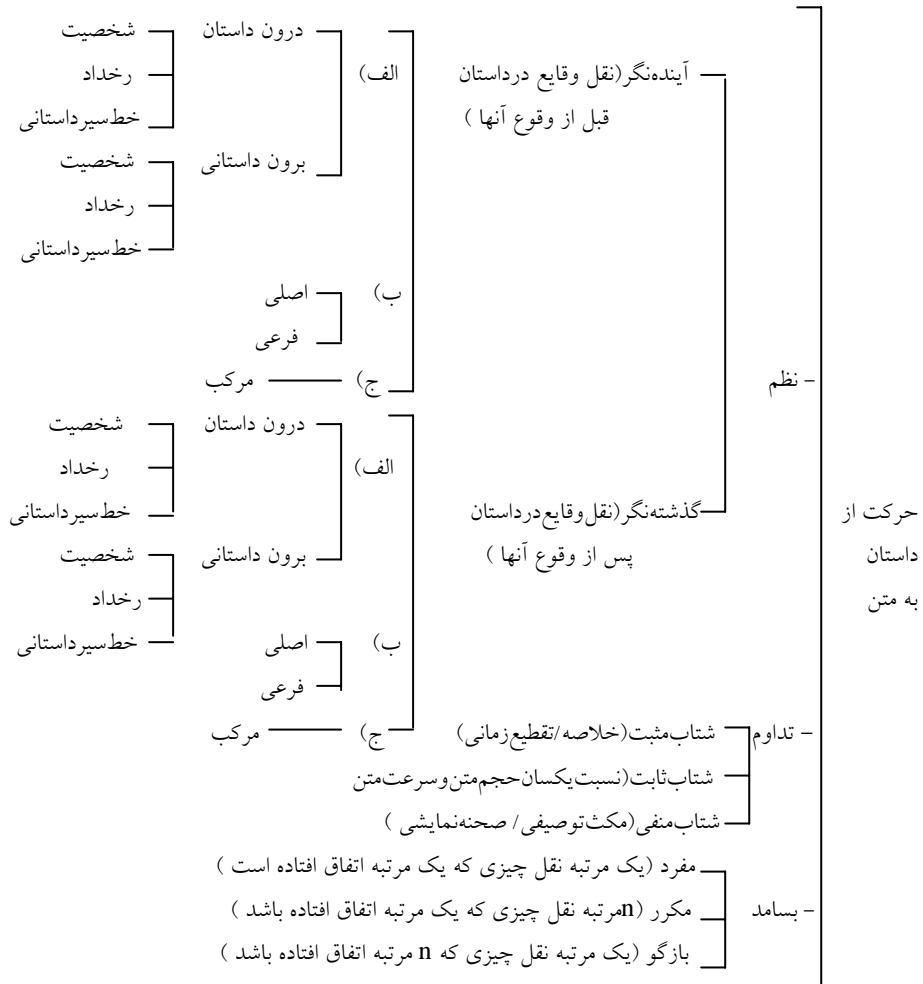 شخصیت درون داستان
رخداد الف) آینده‌نگر(نقل وقایع درداستان
خط‌سیرداستانی قبل از وقوع آنها )
شخصیت برون داستانی
رخداد
خط‌سیرداستانی
ب) اصلی
فرعی
ج) مرکب
- نظم
درون داستان شخصیت
الف) رخداد
حرکت از گذشته‌نگر(نقل‌وقایع‌درداستان خط‌سیرداستانی
داستان پس از وقوع آنها ) برون داستانی شخصیت
به متن رخداد
ب) اصلی خط‌سیرداستانی
فرعی
- تداوم شتاب‌مثبت(خلاصه/تقطیع‌زمانی) ج) مرکب
شتاب‌ثابت(نسبت‌یکسان‌حجم‌متن‌وسرعت‌متن
شتاب‌منفی(مکث‌توصیفی/ صحنه‌نمایشی )
مفرد (یک مرتبه نقل چیزی که یک مرتبه اتفاق افتاده است )
- بسامد مکرر (nمرتبه نقل چیزی که یک مرتبه اتفاق افتاده باشد )
بازگو (یک مرتبه نقل چیزی که n مرتبه اتفاق افتاده باشد )